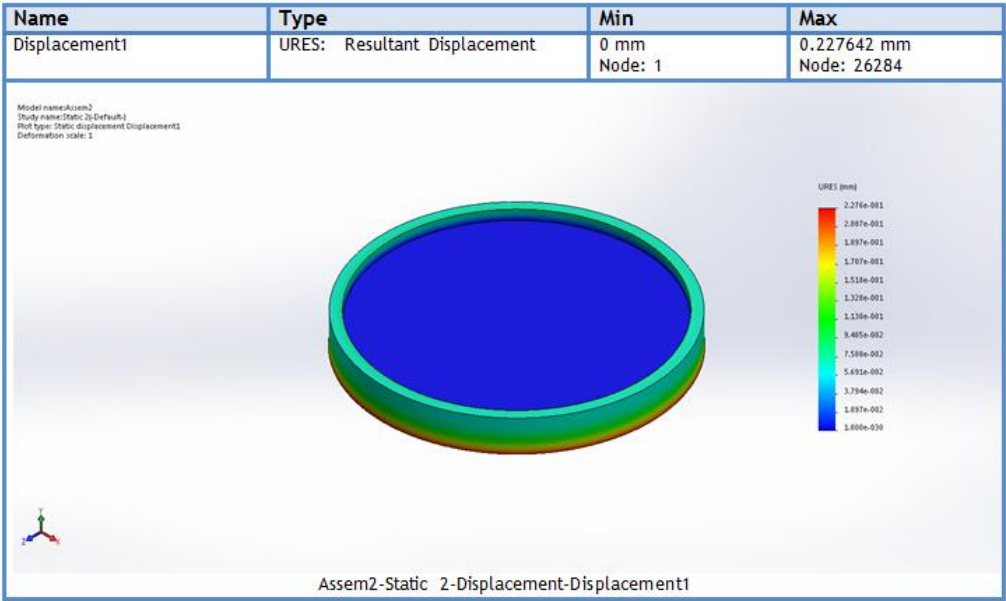 Name Type Min Max
Displacement1 URES: Resultant Displacement 0 mm 0.227642 mm
Node: 1 Node: 26284
Model name:Assem2
Study name:Static 2(-Default-)
Plot type: Static displacement Displacement1
Deformation scale: 1
URES (mm)
2.276e-001
2.087e-001
1.897e-001
1.707e-001
1.518e-001
1.328e-001
1.138e-001
9.485e-002
7.588e-002
5.691e-002
3.794e-002
1.897e-002
1.000e-030
Y
Z X
Assem2-Static 2-Displacement-Displacement1